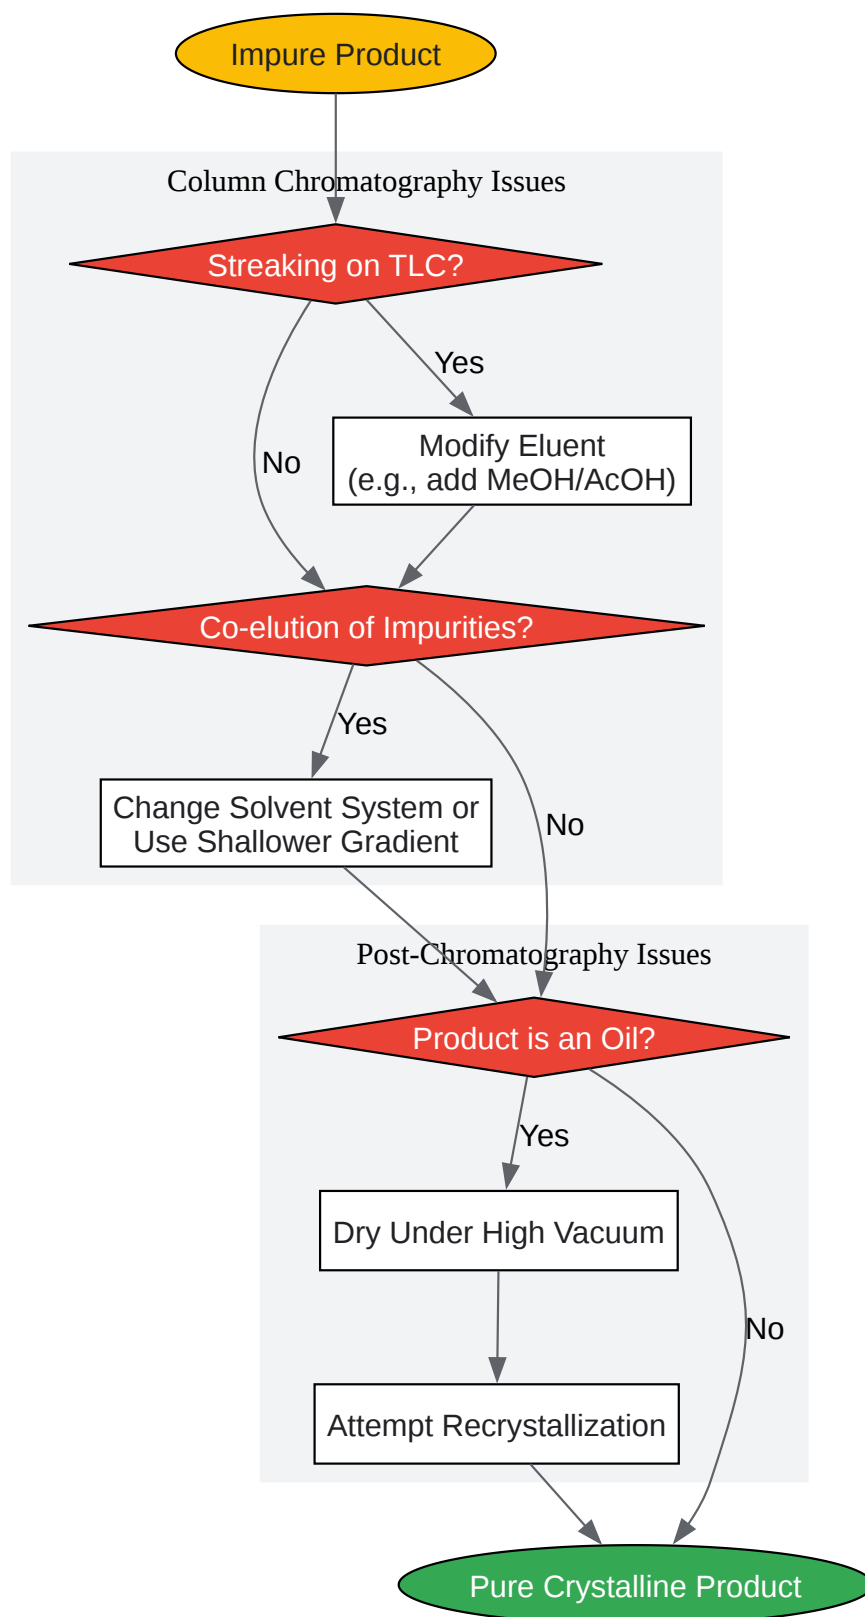 Impure Product
Column Chromatography Issues
Streaking on TLC?
Yes
Modify Eluent
(e.g., add MeOH/AcOH)
No
Co-elution of Impurities?
Yes
Change Solvent System or
Use Shallower Gradient
No
Post-Chromatography Issues
Product is an Oil?
Yes
Dry Under High Vacuum
No
Attempt Recrystallization
Pure Crystalline Product